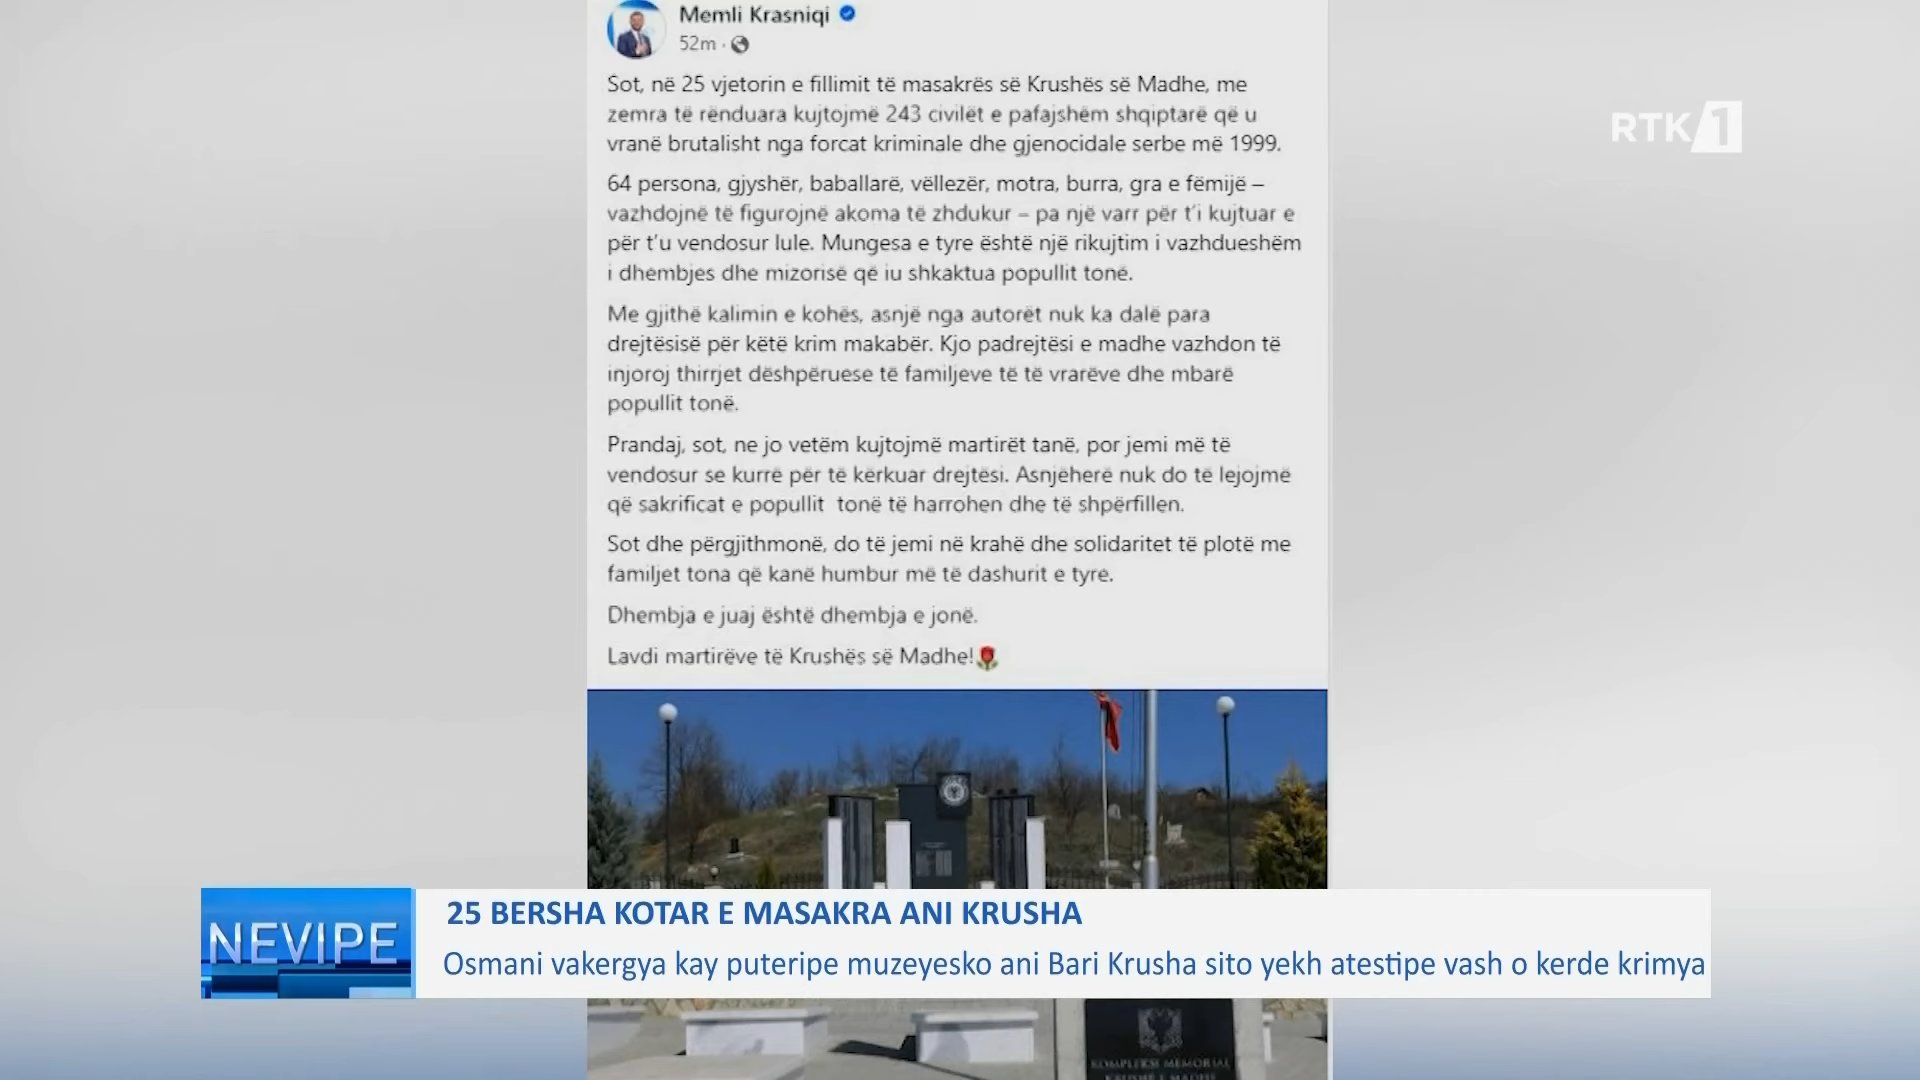 Memli Krasniqi
52m ·
Sot, në 25 vjetorin e fillimit të masakrës së Krushës së Madhe, me
zemra të rënduara kujtojmë 243 civilët e pafajshëm shqiptarë që u
vranë brutalisht nga forcat kriminale dhe gjenocidale serbe më 1999.
64 persona, gjyshër, baballarë, vëllezër, motra, burra, gra e fëmijë –
vazhdojnë të figurojnë akoma të zhdukur – pa një varr për t'i kujtuar e
për t'u vendosur lule. Mungesa e tyre është një rikujtim i vazhdueshëm
i dhembjes dhe mizorisë që iu shkaktua popullit tonë.
Me gjithë kalimin e kohës, asnjë nga autorët nuk ka dalë para
drejtësisë për këtë krim makabër. Kjo padrejtësi e madhe vazhdon të
injoroj thirrjet dëshpëruese të familjeve të të vrarëve dhe mbarë
popullit tonë.
Prandaj, sot, ne jo vetëm kujtojmë martirët tanë, por jemi më të
vendosur se kurrë për të kërkuar drejtësi. Asnjëherë nuk do të lejojmë
që sakrificat e popullit tonë të harrohen dhe të shpërfillen.
Sot dhe përgjithmonë, do të jemi në krahë dhe solidaritet të plotë me
familjet tona që kanë humbur më të dashurit e tyre.
Dhembja e juaj është dhembja e jonë.
Lavdi martirëve të Krushës së Madhe!🌹
RTK 1
NEVIPE
25 BERSHA KOTAR E MASAKRA ANI KRUSHA
Osmani vakergya kay puteripe muzeyesko ani Bari Krusha sito yekh atestipe vash o kerde krimya
KOMPLEKSI MEMORIAL
KRUSHË E MADHE